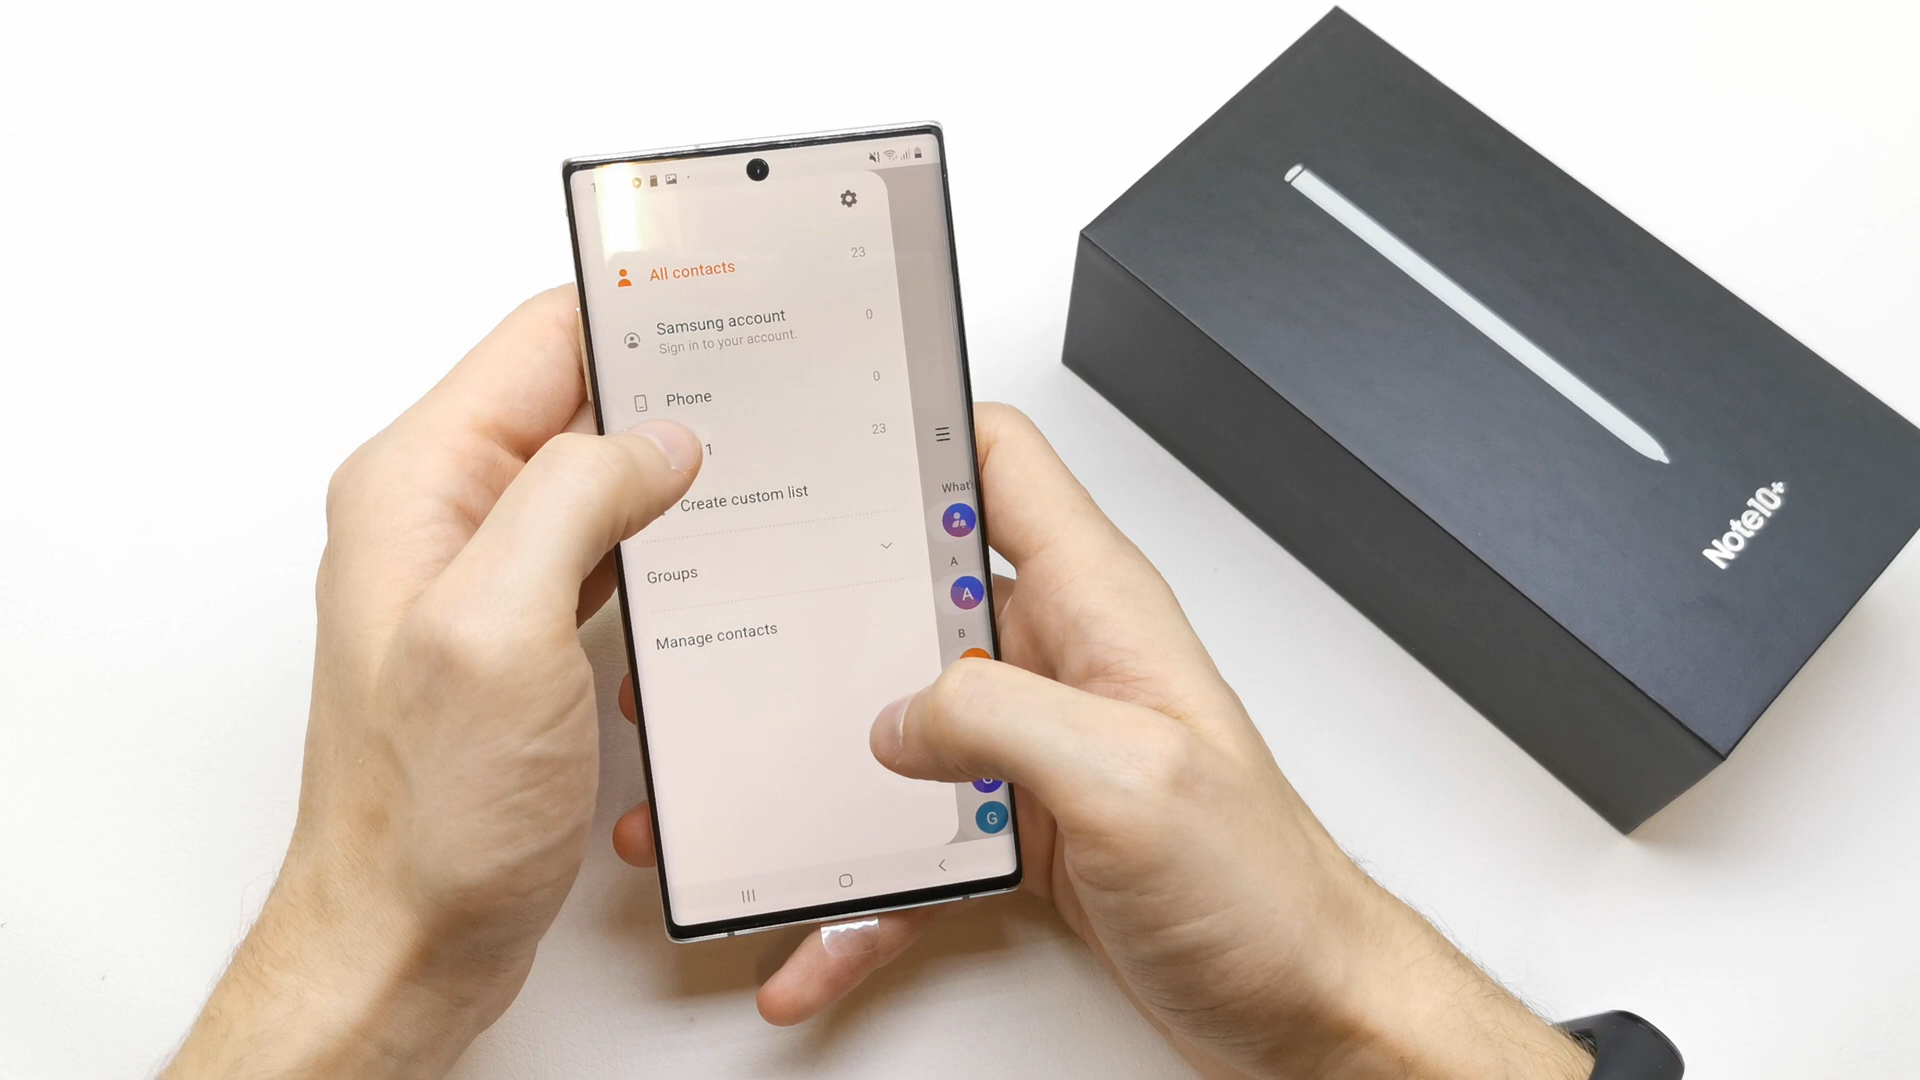 23
All contacts
Samsung account
0
Sign in to your account.
Phone
0
1
23
Create custom list
What'
A
A
Groups
B
Manage contacts
G
Note10+